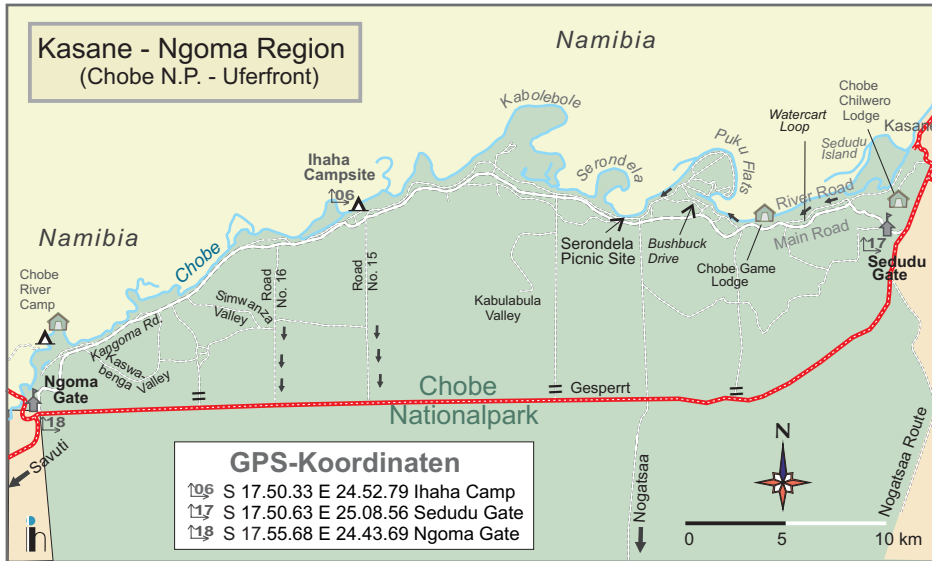 Kasane - Ngoma Region
(Chobe N.P. - Uferfront)
Namibia
Kabolebole
Chobe
Chilwero
Lodge
Kasane
Watercart
Loop
Sedudu
Island
Puku Flats
Serondela
Ihaha
Campsite
06
River Road
Main Road
Namibia
Chobe
Serondela
Picnic Site
Bushbuck
Drive
Chobe Game
Lodge
17
Sedudu
Gate
Chobe
River
Camp
Road
No. 16
Road
No. 15
Simwanza
Valley
Kabulabula
Valley
Kangoma Rd.
Kaswa-
benga
Valley
Ngoma
Gate
18
Chobe
Nationalpark
Gesperrt
Savuti
Nogatsaa
Nogatsaa Route
N
GPS-Koordinaten
06 S 17.50.33 E 24.52.79 Ihaha Camp
17 S 17.50.63 E 25.08.56 Sedudu Gate
18 S 17.55.68 E 24.43.69 Ngoma Gate
0 5 10 km
ih